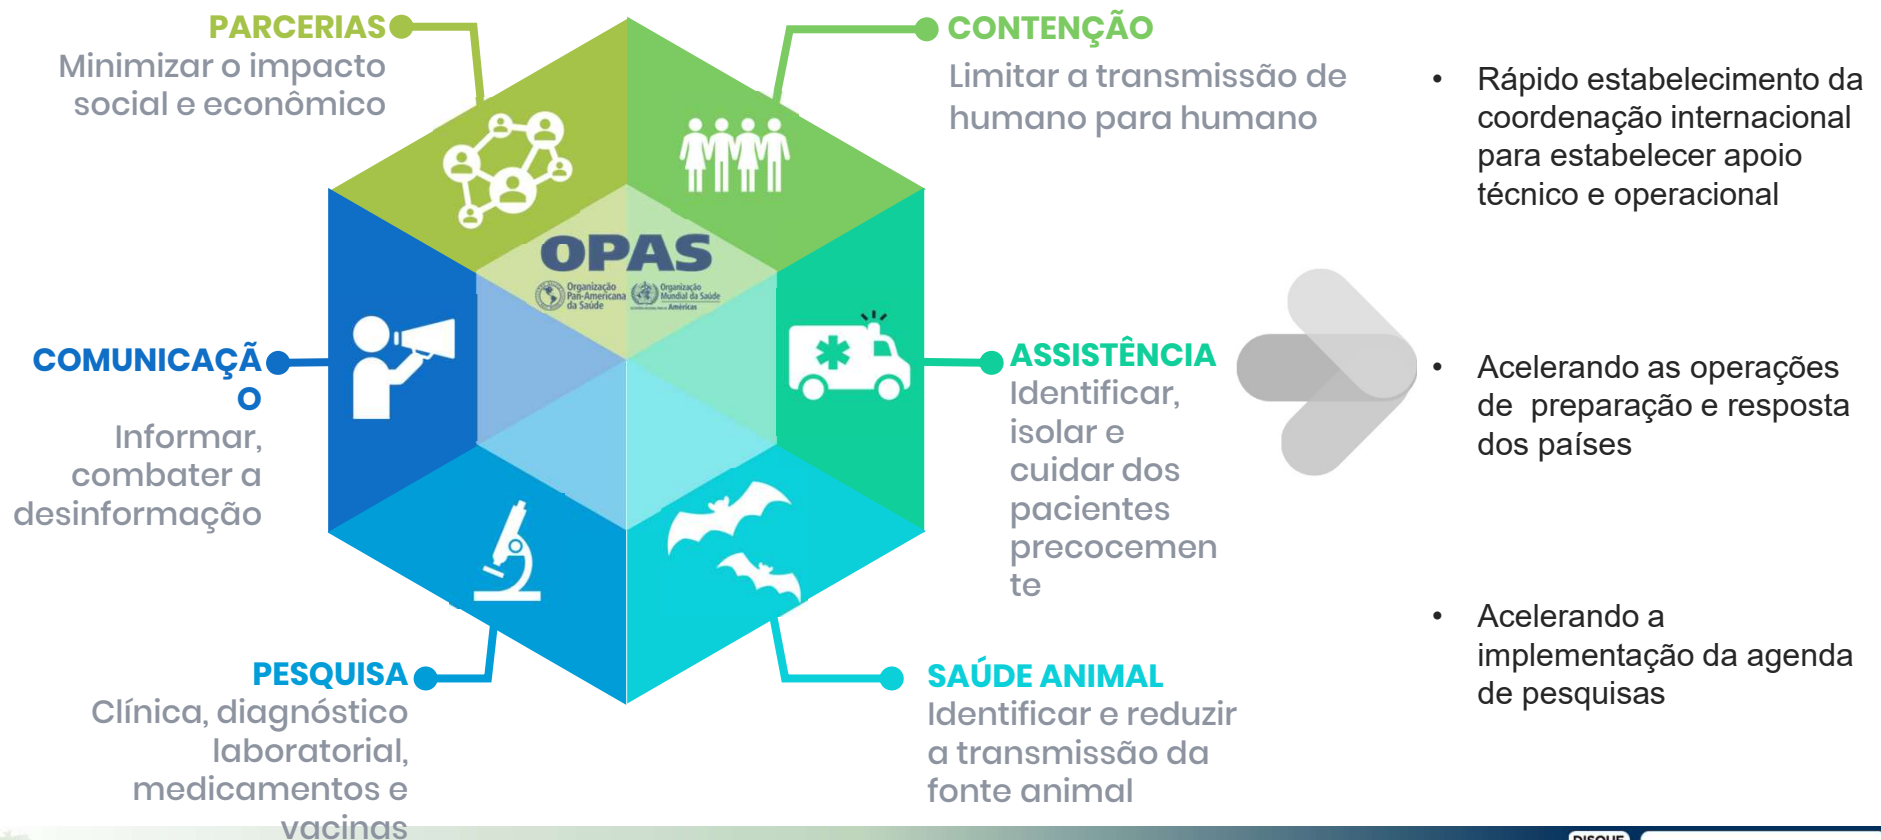 PARCERIAS
Minimizar o impacto
social e econômico
CONTENÇÃO
Limitar a transmissão de
humano para humano
OPAS
Organização
Pan-Americana
da Saúde
Organização
Mundial da Saúde
Américas
COMUNICAÇÃ
O
Informar,
combater a
desinformação
ASSISTÊNCIA
Identificar,
isolar e
cuidar dos
pacientes
precocemen
te
PESQUISA
Clínica, diagnóstico
laboratorial,
medicamentos e
vacinas
SAÚDE ANIMAL
Identificar e reduzir
a transmissão da
fonte animal
• Rápido estabelecimento da
coordenação internacional
para estabelecer apoio
técnico e operacional
• Acelerando as operações
de preparação e resposta
dos países
• Acelerando a
implementação da agenda
de pesquisas
DISQUE